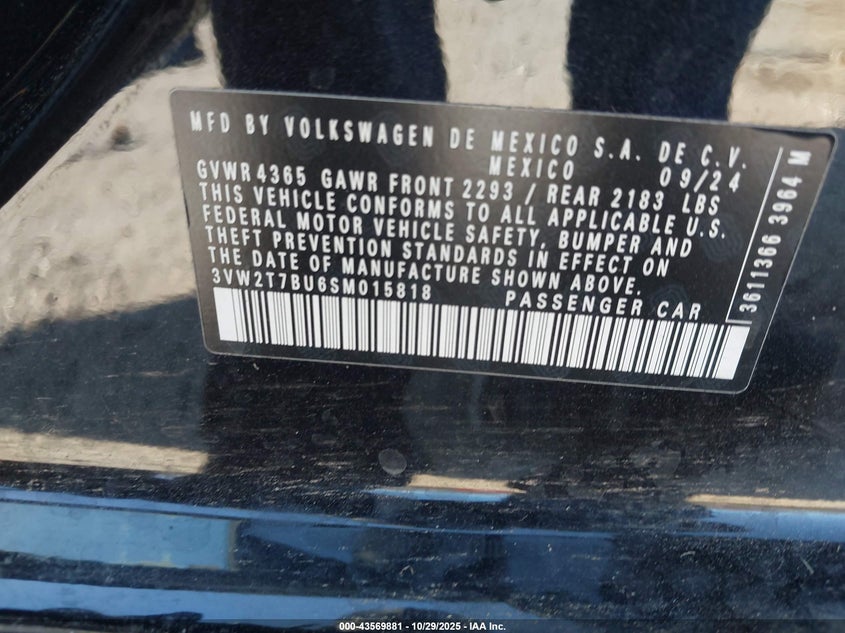 MFD BY VOLKSWAGEN DE MEXICO S.A. DE C.V.
MEXICO 09/24
GVWR 4365 GAWR FRONT 2293 / REAR 2183 LBS
THIS VEHICLE CONFORMS TO ALL APPLICABLE U.S.
FEDERAL MOTOR VEHICLE SAFETY, BUMPER AND
THEFT PREVENTION STANDARDS IN EFFECT ON
THE DATE OF MANUFACTURE SHOWN ABOVE.
3VW2T7BU6SM015818 PASSENGER CAR
3611366 3964 M
000-43569881 - 10/29/2025 - IAA Inc.